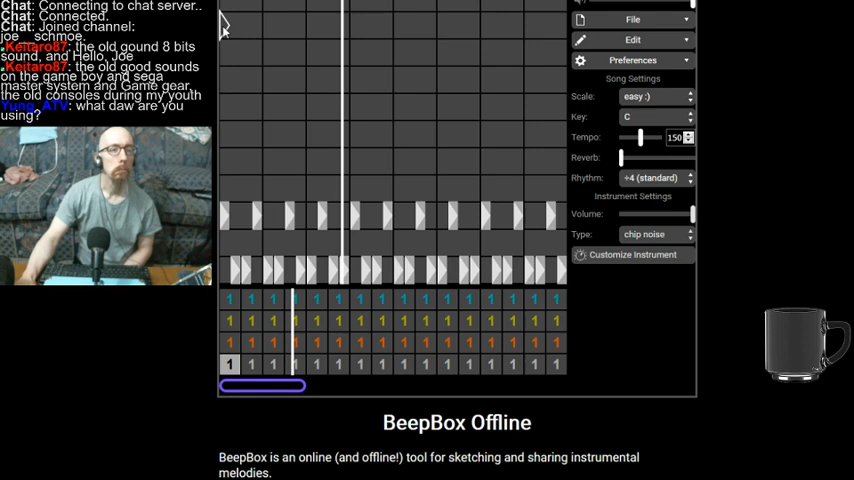 Chat: Connecting to chat server..
Chat: Connected.
Chat: Joined channel:
joe__schmoe.
Keitaro87: the old gound 8 bits
sound, and Hello, Joe
Keitaro87: the old good sounds
on the game boy and sega
master system and Game gear,
the old consoles during my youth
Yung_ATV: what daw are you
using?
File
Edit
Preferences
Song Settings
Scale: easy :)
Key: C
Tempo: 150
Reverb:
Rhythm: ÷4 (standard)
Instrument Settings
Volume:
Type: chip noise
Customize Instrument
1 1 1 1 1 1 1 1 1 1 1 1 1 1 1 1
1 1 1 1 1 1 1 1 1 1 1 1 1 1 1 1
1 1 1 1 1 1 1 1 1 1 1 1 1 1 1 1
1 1 1 1 1 1 1 1 1 1 1 1 1 1 1 1
BeepBox Offline
BeepBox is an online (and offline!) tool for sketching and sharing instrumental
melodies.